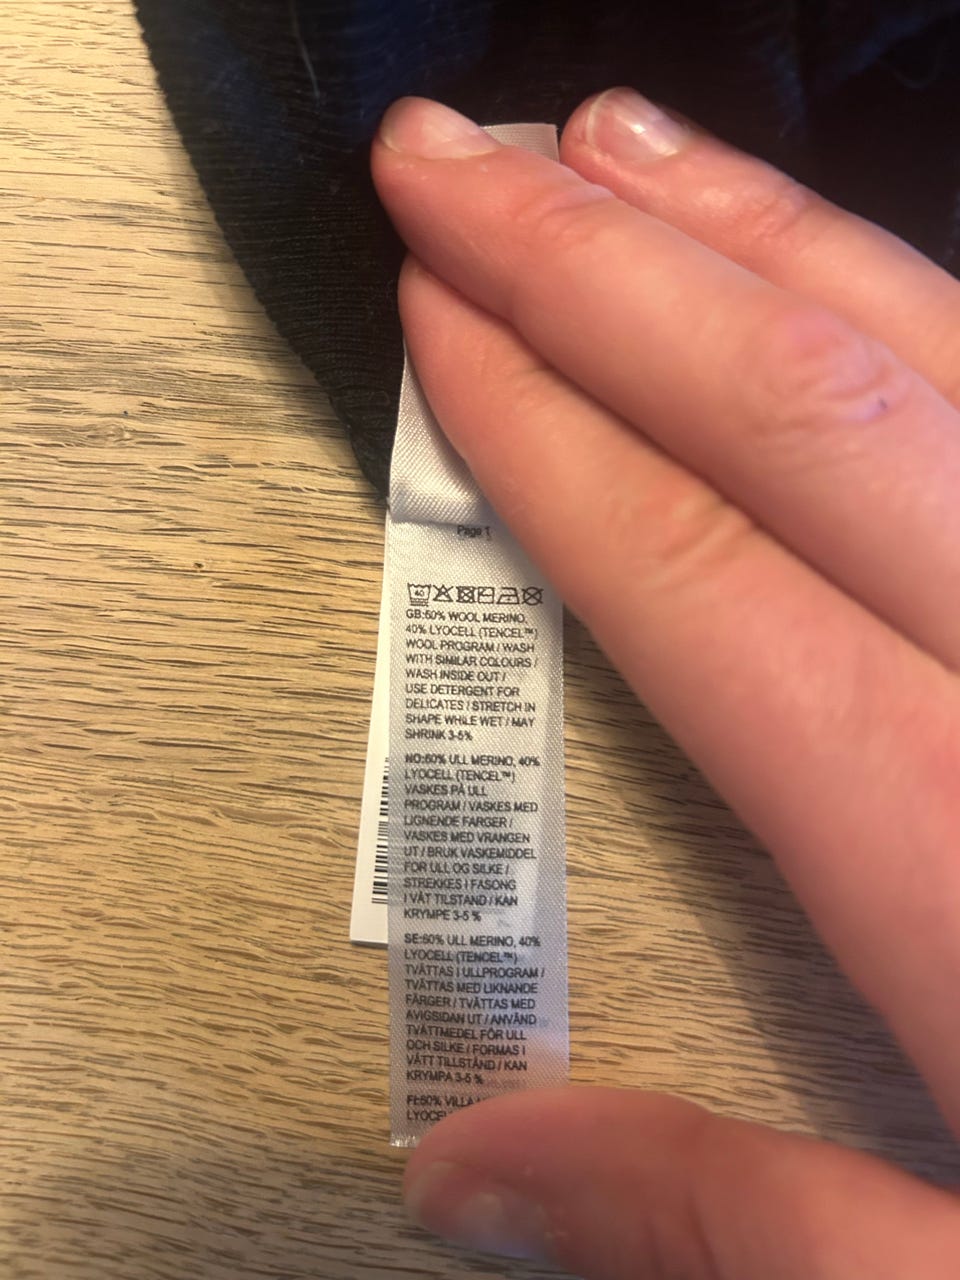 Page 1
40
GB:60% WOOL MERINO,
40% LYOCELL (TENCEL™)
WOOL PROGRAM / WASH
WITH SIMILAR COLOURS /
WASH INSIDE OUT /
USE DETERGENT FOR
DELICATES / STRETCH IN
SHAPE WHILE WET / MAY
SHRINK 3-5%
NO:60% ULL MERINO, 40%
LYOCELL (TENCEL™)
VASKES PÅ ULL
PROGRAM / VASKES MED
LIGNENDE FARGER /
VASKES MED VRANGEN
UT / BRUK VASKEMIDDEL
FOR ULL OG SILKE /
STREKKES I FASONG
I VÅT TILSTAND / KAN
KRYMPE 3-5 %
SE:60% ULL MERINO, 40%
LYOCELL (TENCEL™)
TVÄTTAS I ULLPROGRAM /
TVÄTTAS MED LIKNANDE
FÄRGER / TVÄTTAS MED
AVIGSIDAN UT / ANVÄND
TVÄTTMEDEL FÖR ULL
OCH SILKE / FORMAS I
VÅTT TILLSTÅND / KAN
KRYMPA 3-5 %
FI:60% VILLA